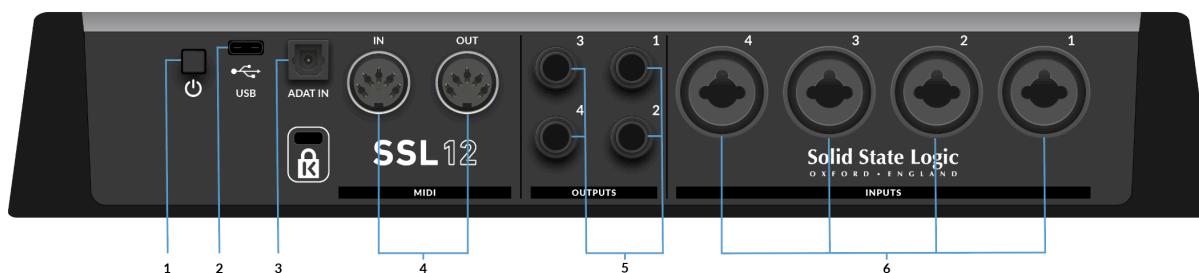 IN OUT 3 1 4 3 2 1
USB ADAT IN
4 2
SSL 12
Solid State Logic
OXFORD • ENGLAND
K
MIDI OUTPUTS INPUTS
1 2 3 4 5 6